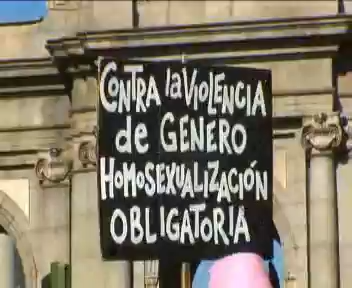 CONTRA la VIOLENCIA
de GENERO
HOMOSEXUALIZACIÓN
OBLIGATORIA